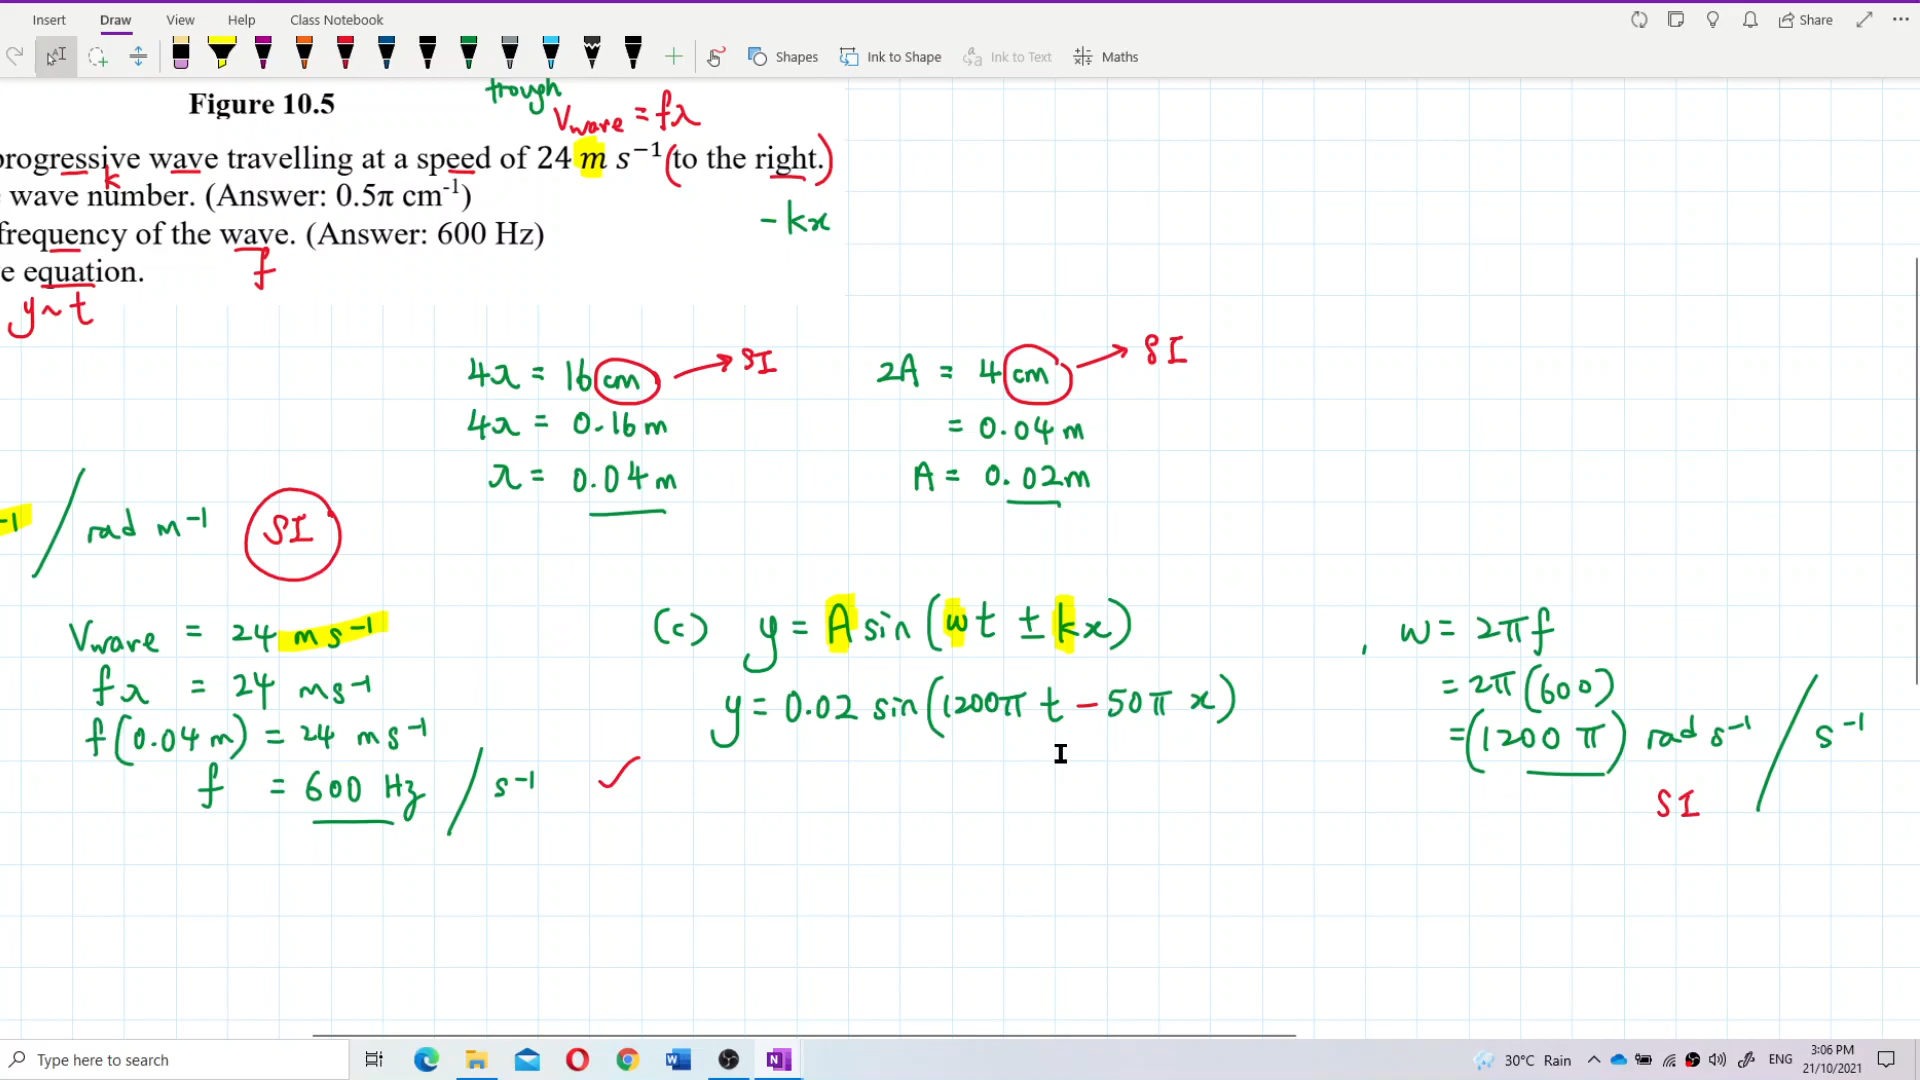 Insert Draw View Help Class Notebook Share
Shapes Ink to Shape Ink to Text Maths
trough
Figure 10.5
Vwave = fλ
progressive wave travelling at a speed of 24 m s⁻¹ (to the right.)
k
wave number. (Answer: 0.5π cm⁻¹)
- kx
frequency of the wave. (Answer: 600 Hz)
f
e equation.
y ~ t
4λ = 16 cm → SI
4λ = 0.16 m
λ = 0.04 m
2A = 4 cm → SI
= 0.04 m
A = 0.02 m
-1 / rad m⁻¹ SI
Vwave = 24 m s⁻¹
fλ = 24 ms⁻¹
f(0.04 m) = 24 ms⁻¹
f = 600 Hz / s⁻¹ ✓
(c) y = A sin (ωt ± kx)
y = 0.02 sin (1200π t - 50π x)
, ω = 2πf
= 2π(600)
= (1200 π) rad s⁻¹ / s⁻¹
SI
Type here to search
30°C Rain
ENG
3:06 PM
21/10/2021